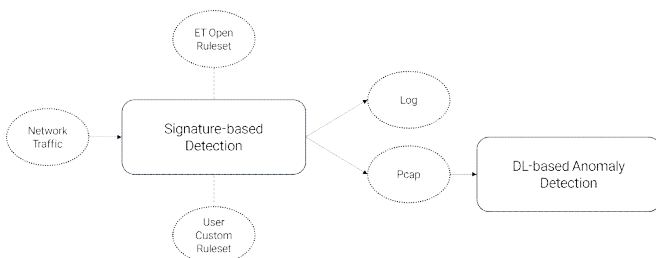 ET Open
Ruleset
Network
Traffic
Signature-based
Detection
Log
Pcap
DL-based Anomaly
Detection
User
Custom
Ruleset